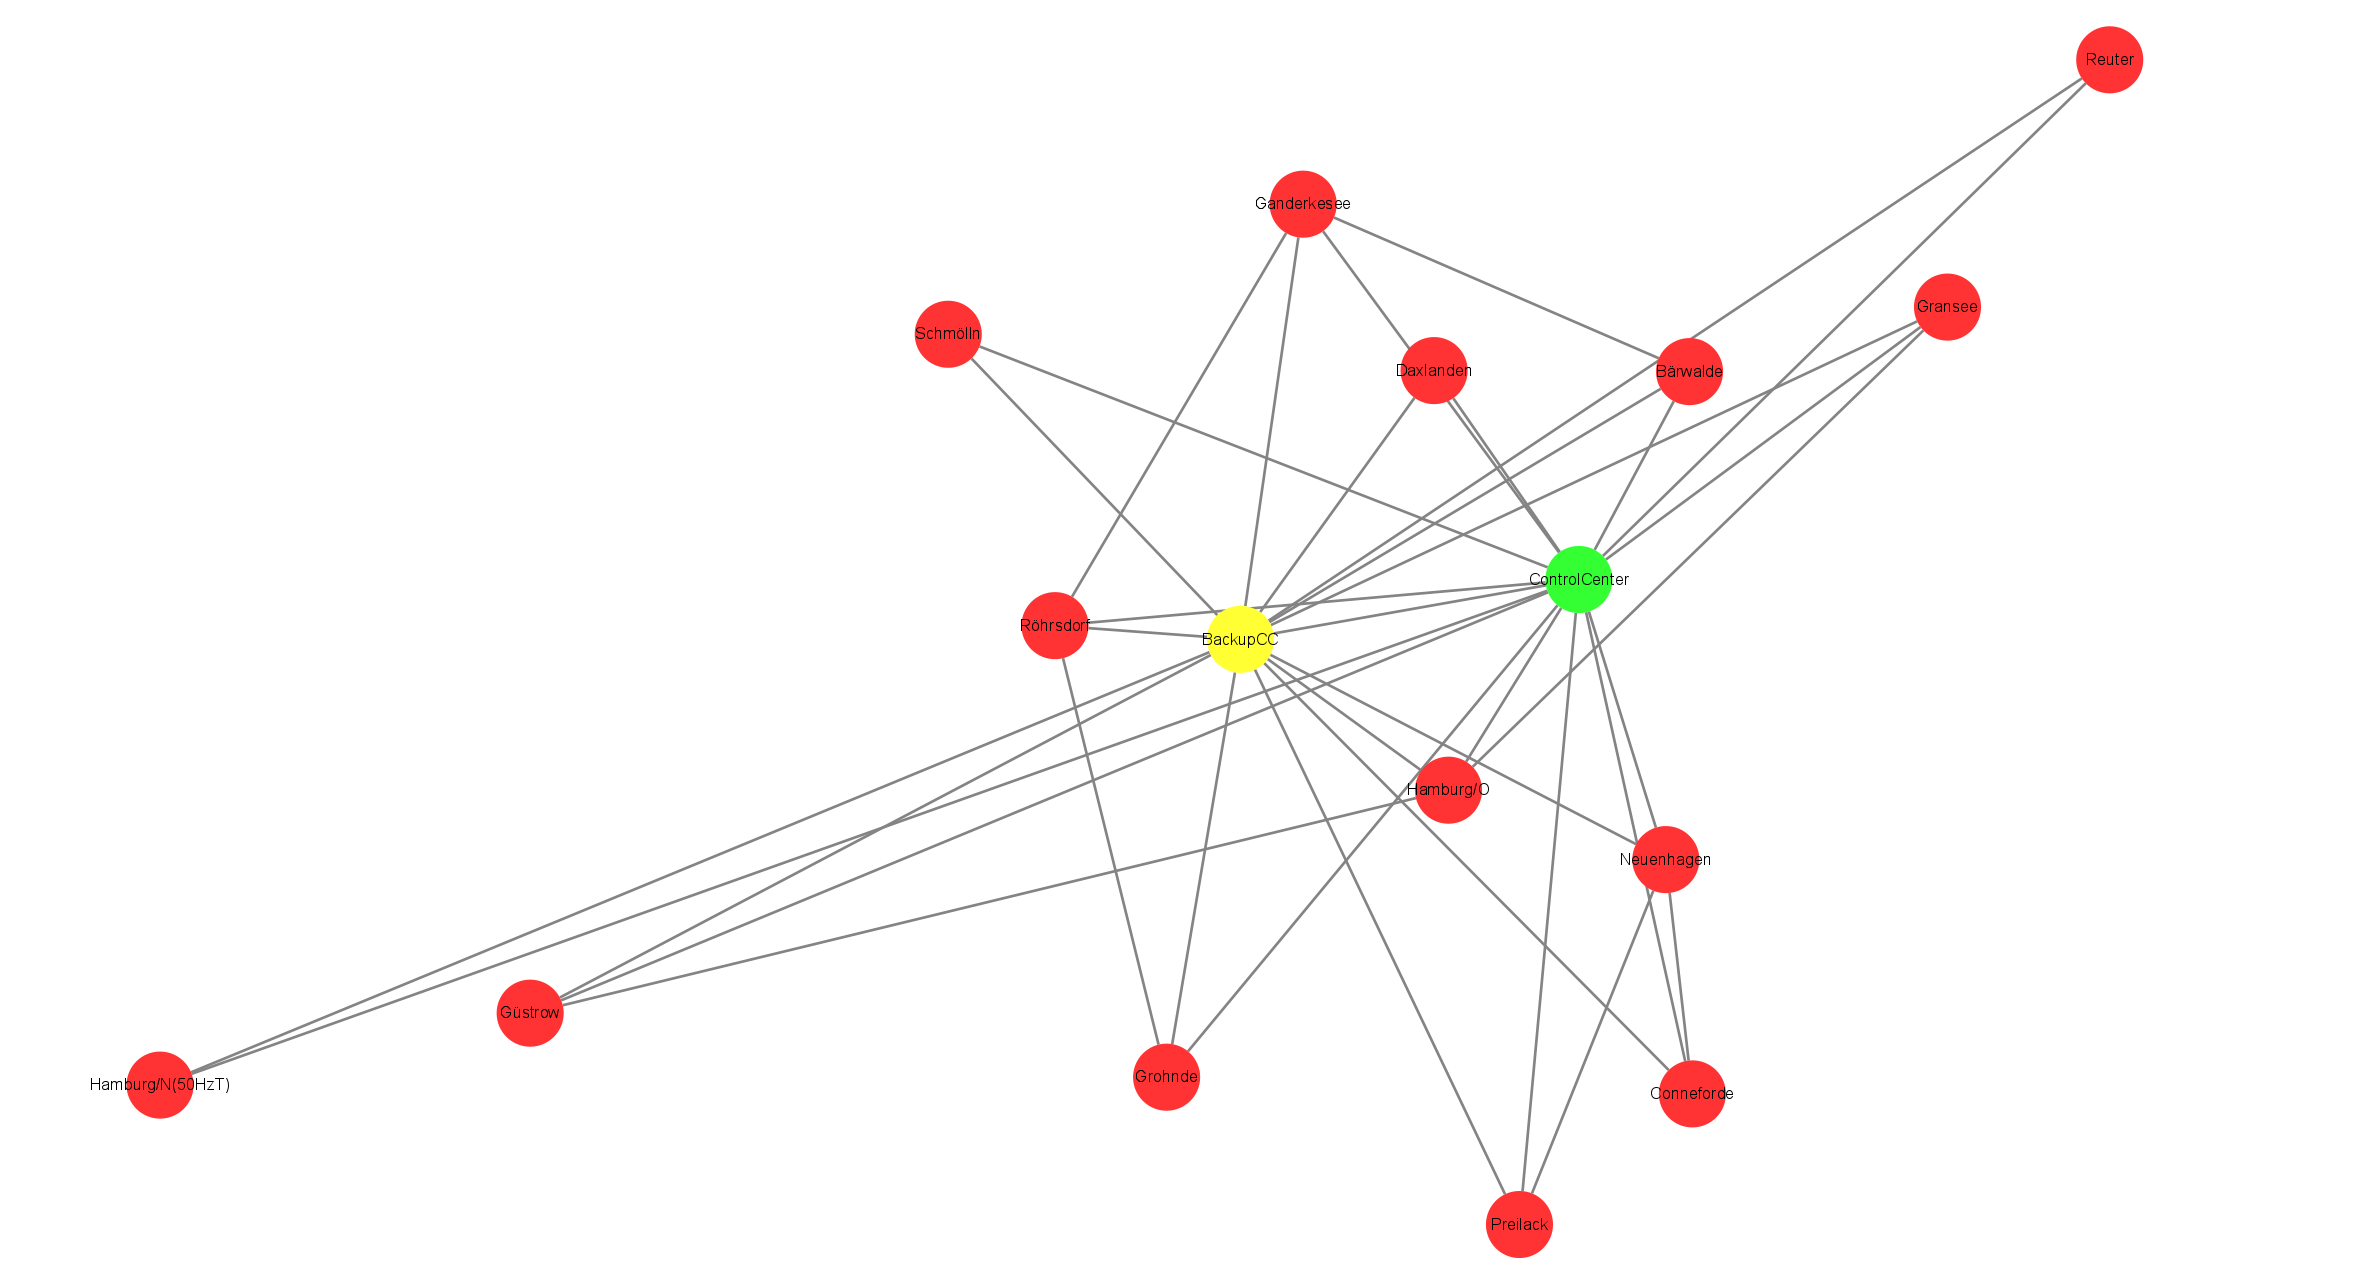 Reuter
Ganderkesee
Gransee
Schmölln
Daxlanden
Bärwalde
ControlCenter
Röhrsdorf
BackupCC
Hamburg/O
Neuenhagen
Güstrow
Grohnde
Hamburg/N(50HzT)
Conneforde
Preilack